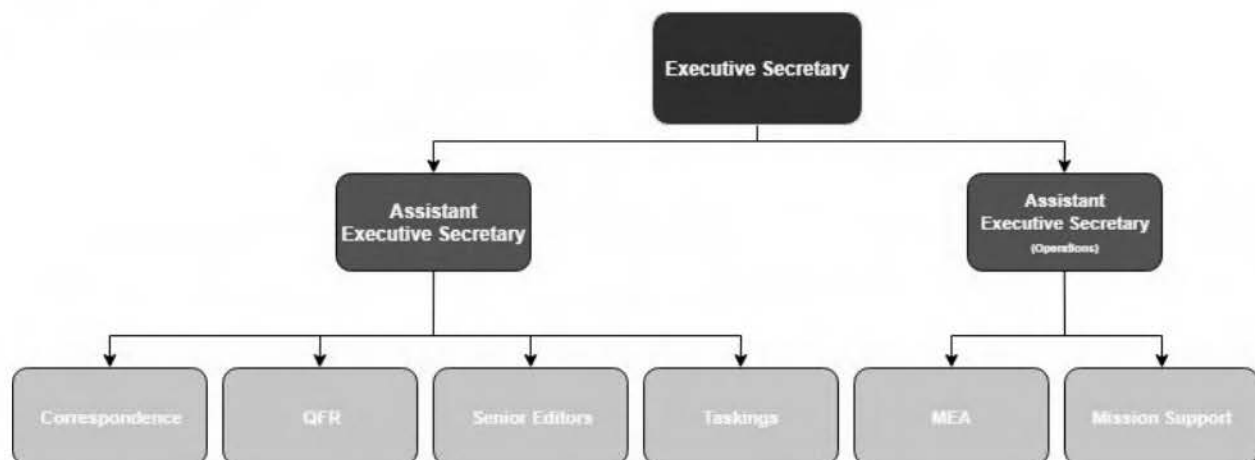 Executive Secretary
Assistant
Executive Secretary
Assistant
Executive Secretary
(Operations)
Correspondence
QFR
Senior Editors
Taskings
MEA
Mission Support